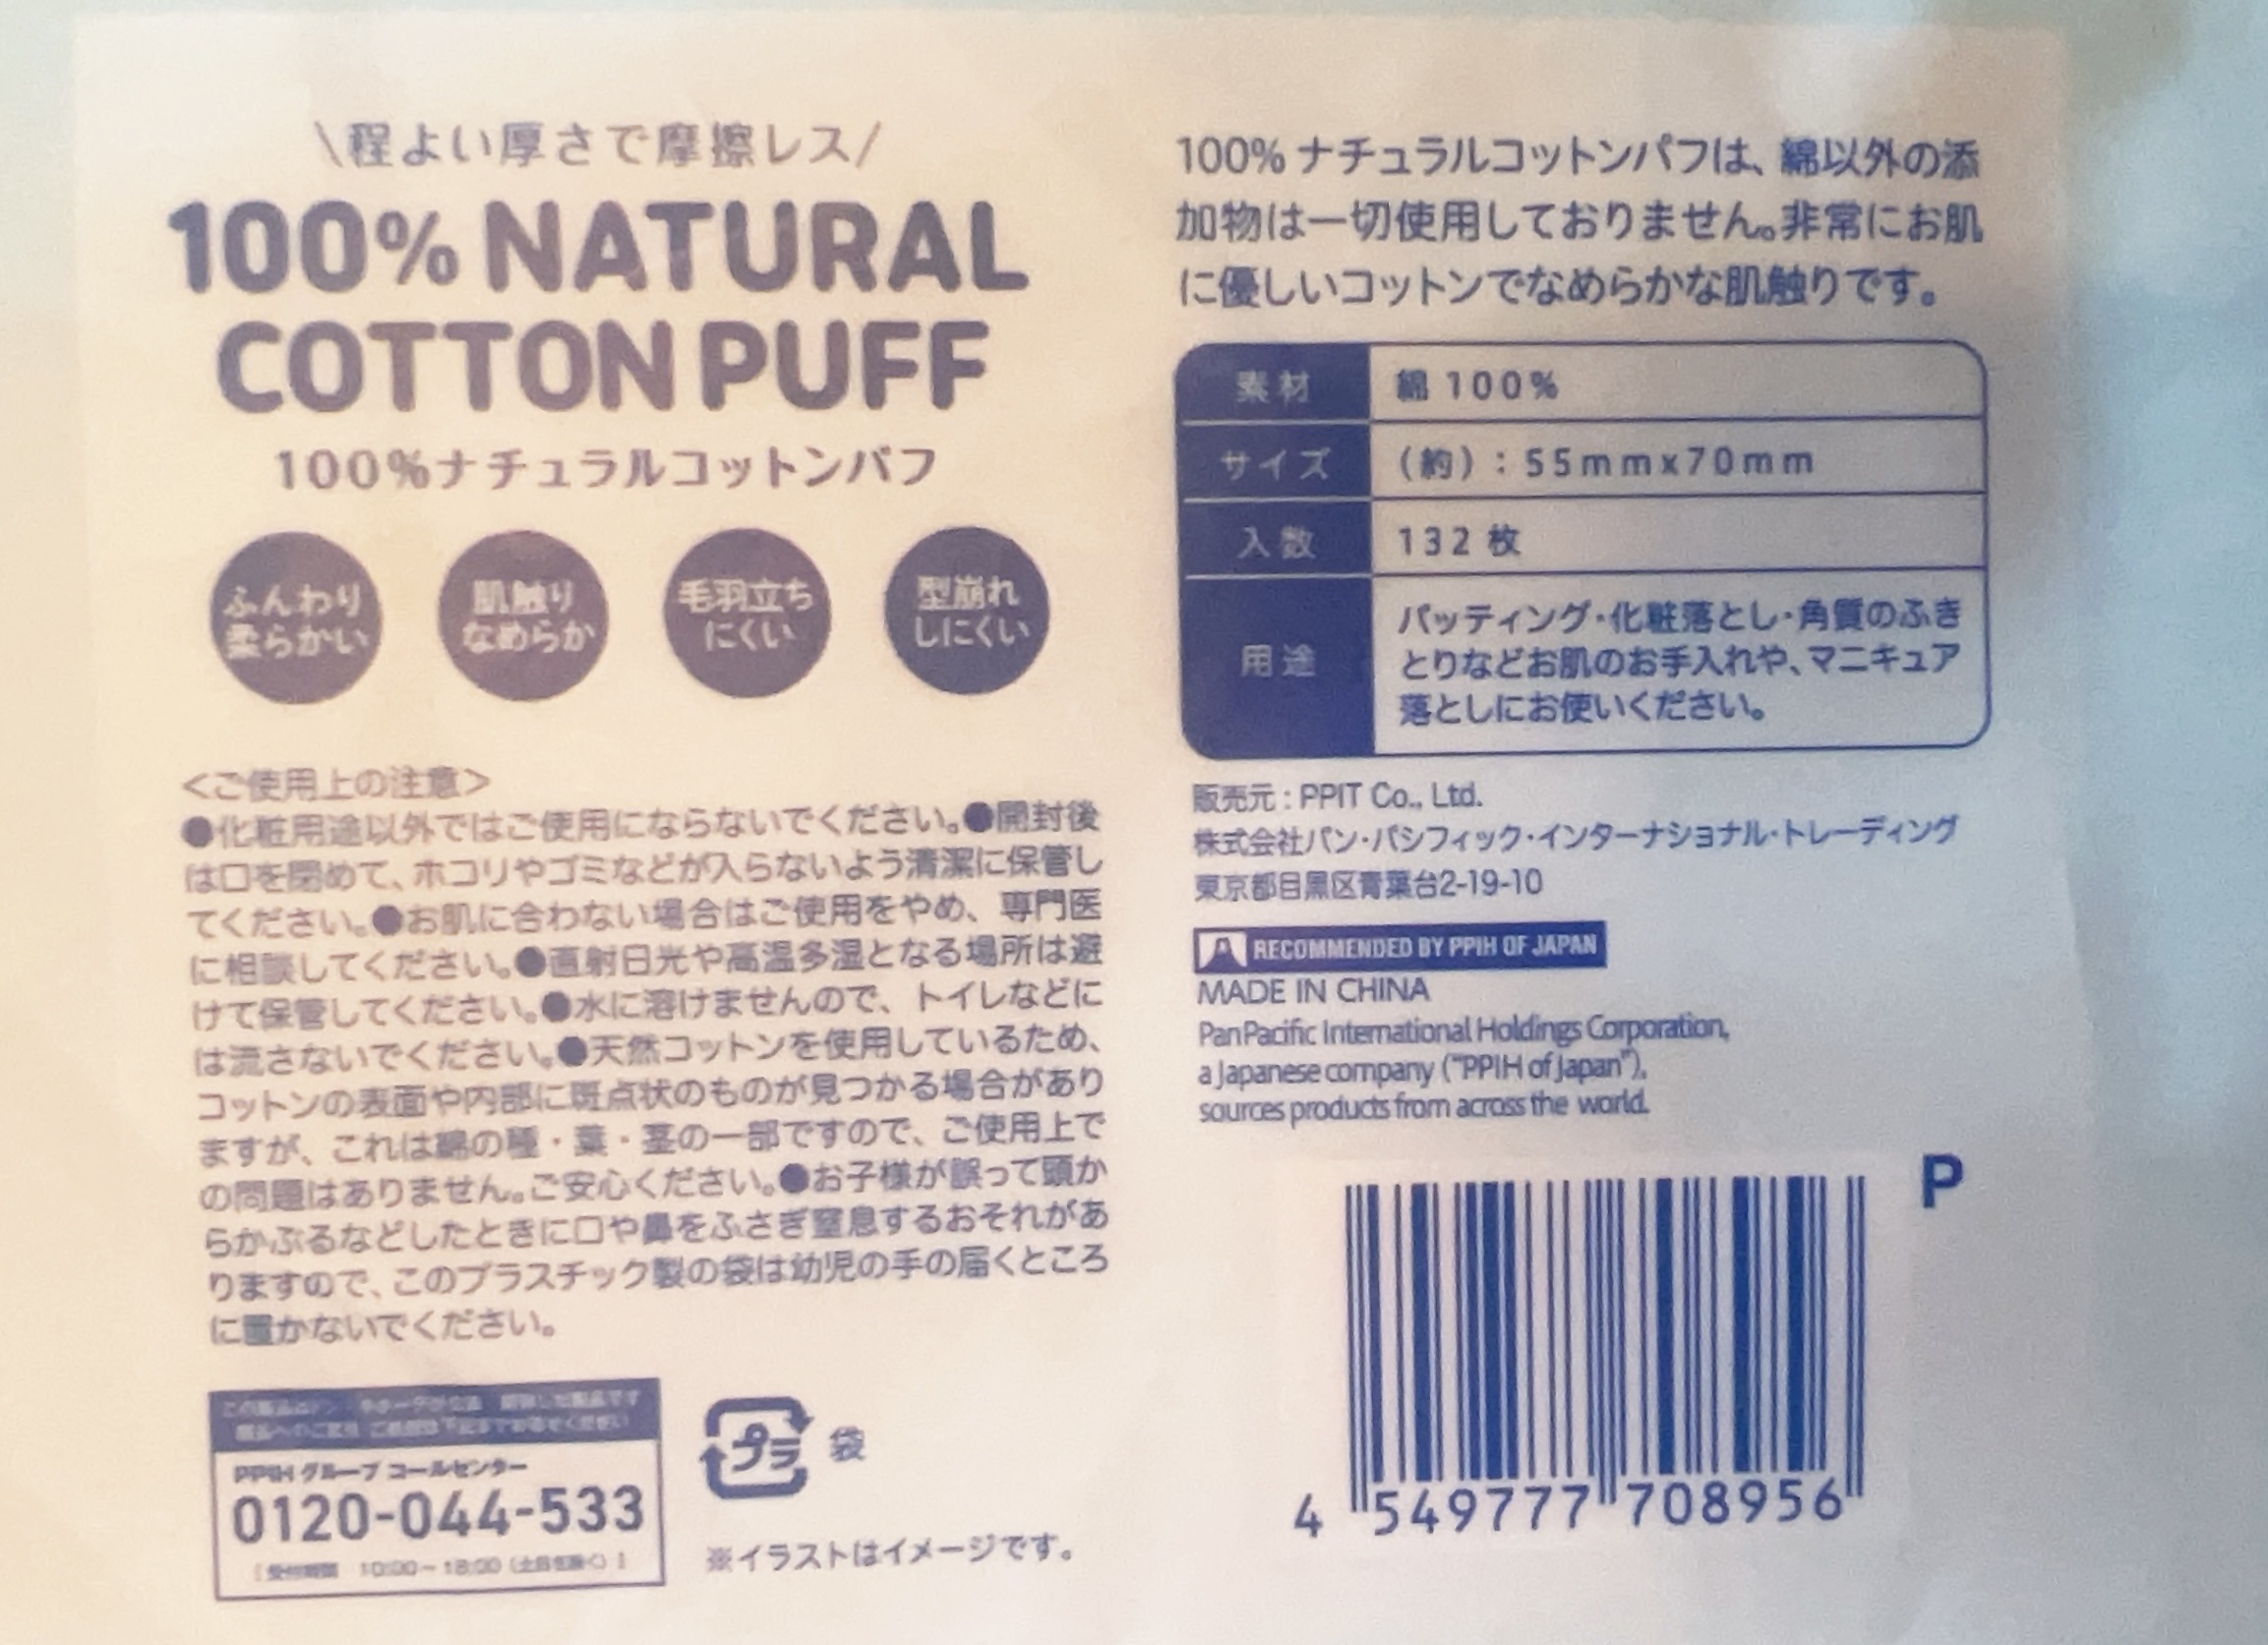 \程よい厚さで摩擦レス/
100% NATURAL
COTTON PUFF
100%ナチュラルコットンパフ
ふんわり
柔らかい
肌触り
なめらか
毛羽立ち
にくい
型崩れ
しにくい
<ご使用上の注意>
●化粧用途以外ではご使用にならないでください。●開封後
は口を閉めて、ホコリやゴミなどが入らないよう清潔に保管し
てください。●お肌に合わない場合はご使用をやめ、専門医
に相談してください。●直射日光や高温多湿となる場所は避
けて保管してください。●水に溶けませんので、トイレなどに
は流さないでください。●天然コットンを使用しているため、
コットンの表面や内部に斑点状のものが見つかる場合があり
ますが、これは綿の種・葉・茎の一部ですので、ご使用上で
の問題はありません。ご安心ください。●お子様が誤って頭か
らかぶるなどしたときに口や鼻をふさぎ窒息するおそれがあ
りますので、このプラスチック製の袋は幼児の手の届くところ
に置かないでください。
PPIH グループ コールセンター
0120-044-533
[受付時間 10:00~18:00 (土日を除く)]
プラ 袋
※イラストはイメージです。
100% ナチュラルコットンパフは、綿以外の添
加物は一切使用しておりません。非常にお肌
に優しいコットンでなめらかな肌触りです。
素材 綿 100%
サイズ (約):55mmx70mm
入数 132 枚
用途 パッティング・化粧落とし・角質のふき
とりなどお肌のお手入れや、マニキュア
落としにお使いください。
販売元 : PPIT Co., Ltd.
株式会社パン・パシフィック・インターナショナル・トレーディング
東京都目黒区青葉台2-19-10
RECOMMENDED BY PPIH OF JAPAN
MADE IN CHINA
Pan Pacific International Holdings Corporation,
a Japanese company ("PPIH of Japan"),
sources products from across the world.
P
4 549777 708956